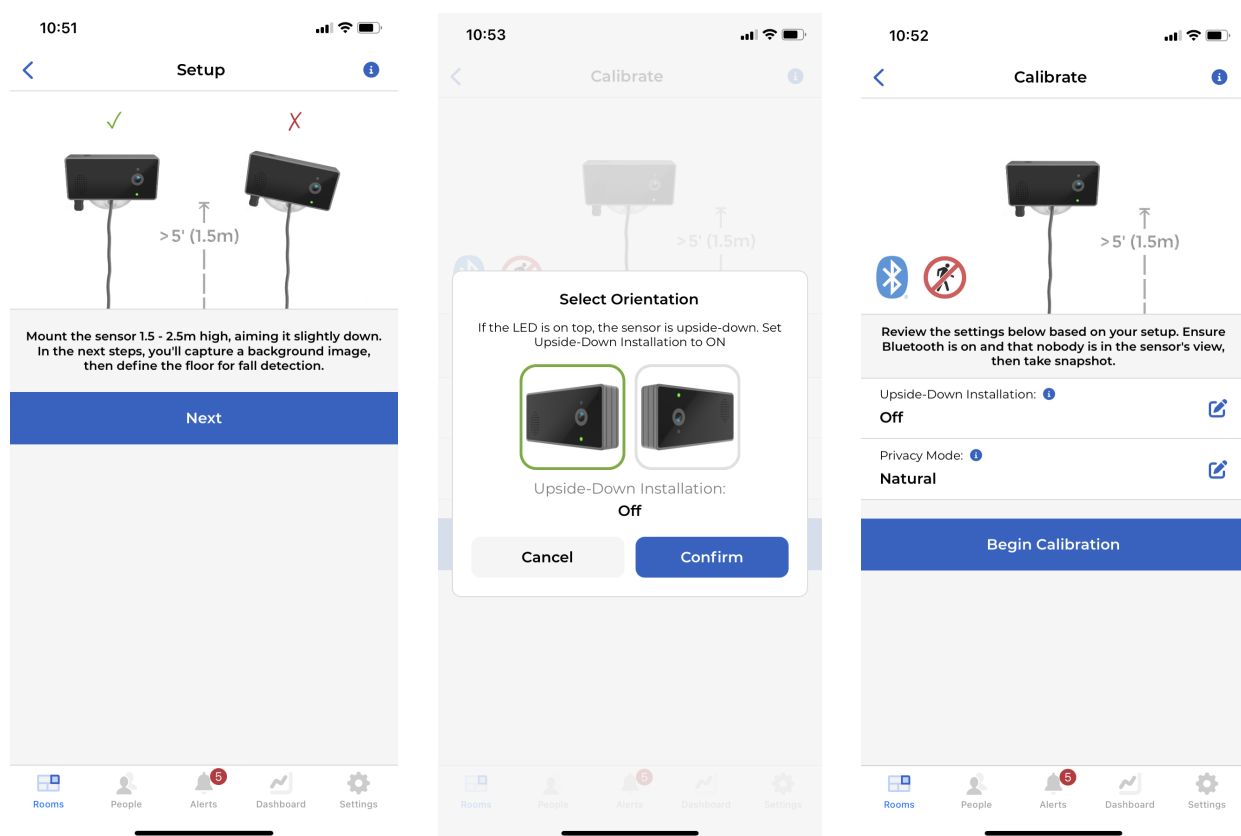 10:51
Setup
> 5' (1.5m)
Mount the sensor 1.5 - 2.5m high, aiming it slightly down.
In the next steps, you'll capture a background image,
then define the floor for fall detection.
Next
5
Rooms People Alerts Dashboard Settings
10:53
Calibrate
> 5' (1.5m)
Select Orientation
If the LED is on top, the sensor is upside-down. Set
Upside-Down Installation to ON
Upside-Down Installation:
Off
Cancel Confirm
5
Rooms People Alerts Dashboard Settings
10:52
Calibrate
> 5' (1.5m)
Review the settings below based on your setup. Ensure
Bluetooth is on and that nobody is in the sensor's view,
then take snapshot.
Upside-Down Installation:
Off
Privacy Mode:
Natural
Begin Calibration
5
Rooms People Alerts Dashboard Settings